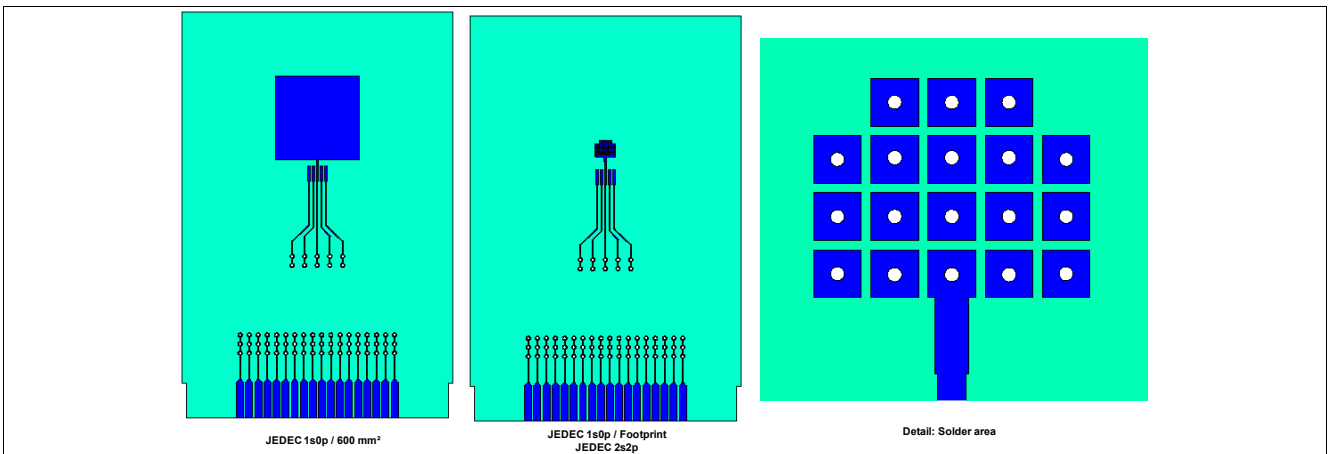 JEDEC 1s0p / 600 mm²
JEDEC 1s0p / Footprint
JEDEC 2s2p
Detail: Solder area